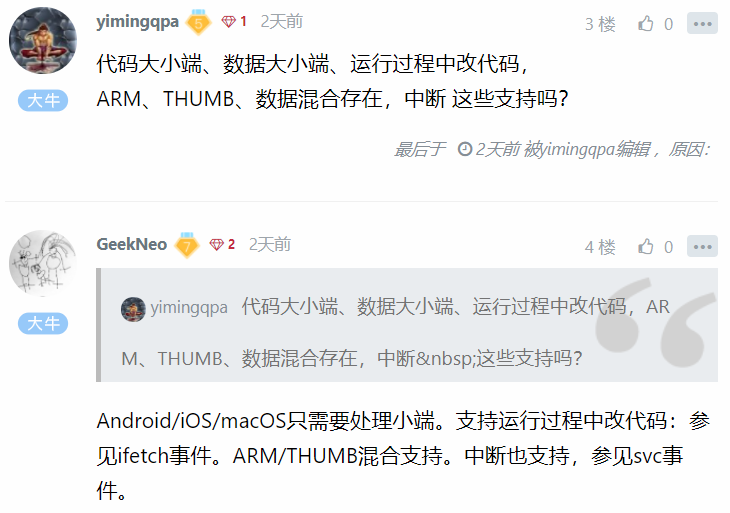 yimingqpa 5 1 2天前 3 楼 0
大牛
代码大小端、数据大小端、运行过程中改代码，
ARM、THUMB、数据混合存在，中断 这些支持吗？
最后于 2天前 被yimingqpa编辑 ，原因：
GeekNeo 7 2 2天前 4 楼 0
大牛
yimingqpa 代码大小端、数据大小端、运行过程中改代码，AR
M、THUMB、数据混合存在，中断&nbsp;这些支持吗？
Android/iOS/macOS只需要处理小端。支持运行过程中改代码：参
见ifetch事件。ARM/THUMB混合支持。中断也支持，参见svc事
件。